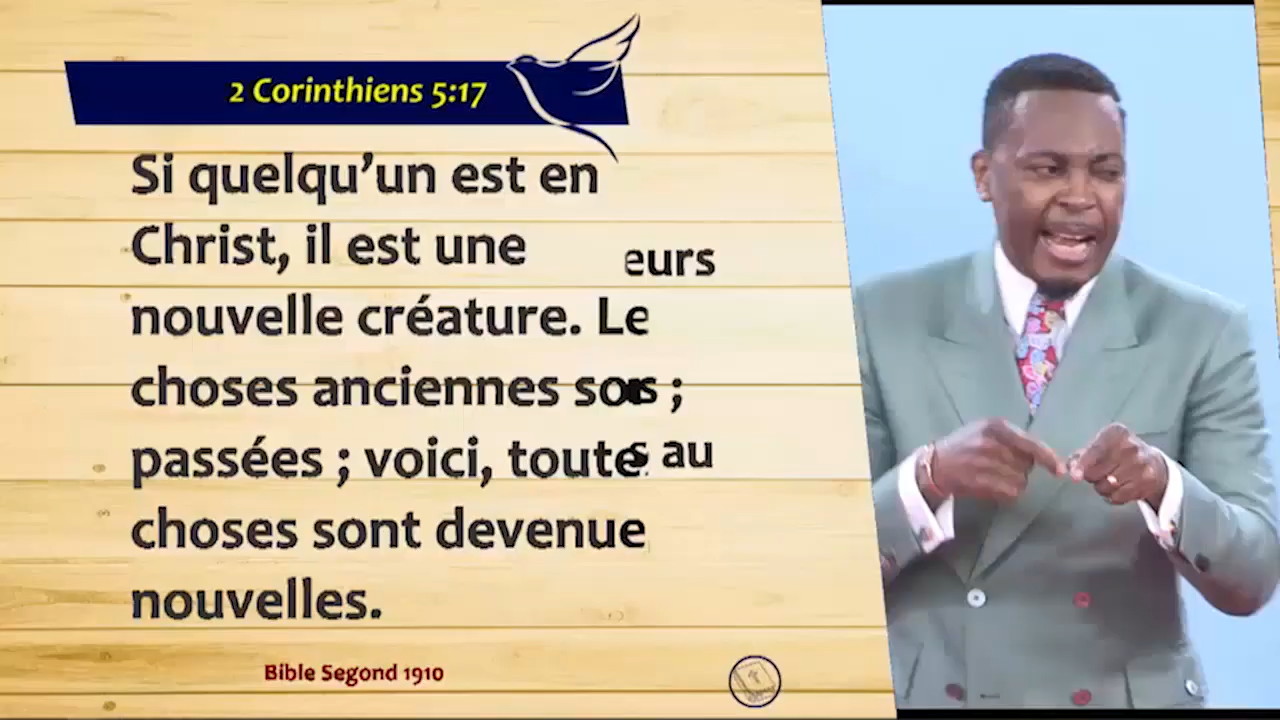 2 Corinthiens 5:17
Si quelqu’un est en
Christ, il est une
eurs
nouvelle créature. Le
choses anciennes so
s ;
passées ; voici, toute
s au
choses sont devenue
nouvelles.
Bible Segond 1910